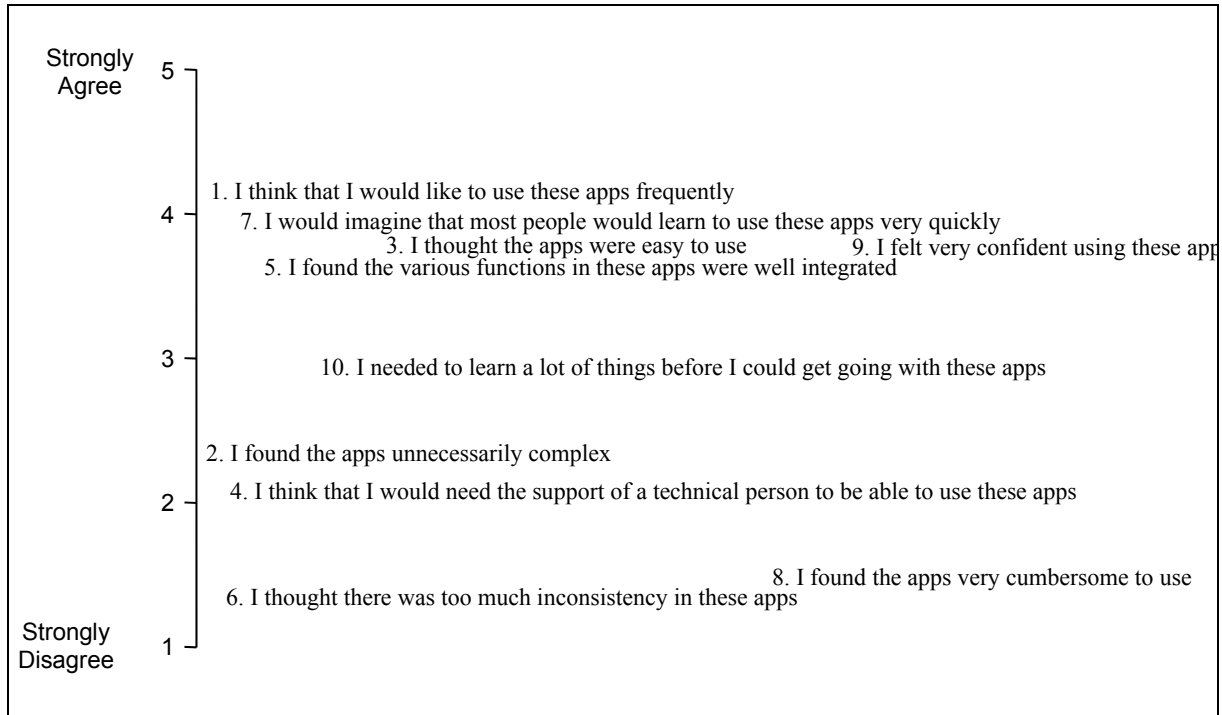 Strongly
Agree
5
1. I think that I would like to use these apps frequently
4
7. I would imagine that most people would learn to use these apps very quickly
3. I thought the apps were easy to use
9. I felt very confident using these app
5. I found the various functions in these apps were well integrated
3
10. I needed to learn a lot of things before I could get going with these apps
2. I found the apps unnecessarily complex
4. I think that I would need the support of a technical person to be able to use these apps
2
8. I found the apps very cumbersome to use
6. I thought there was too much inconsistency in these apps
Strongly
Disagree
1